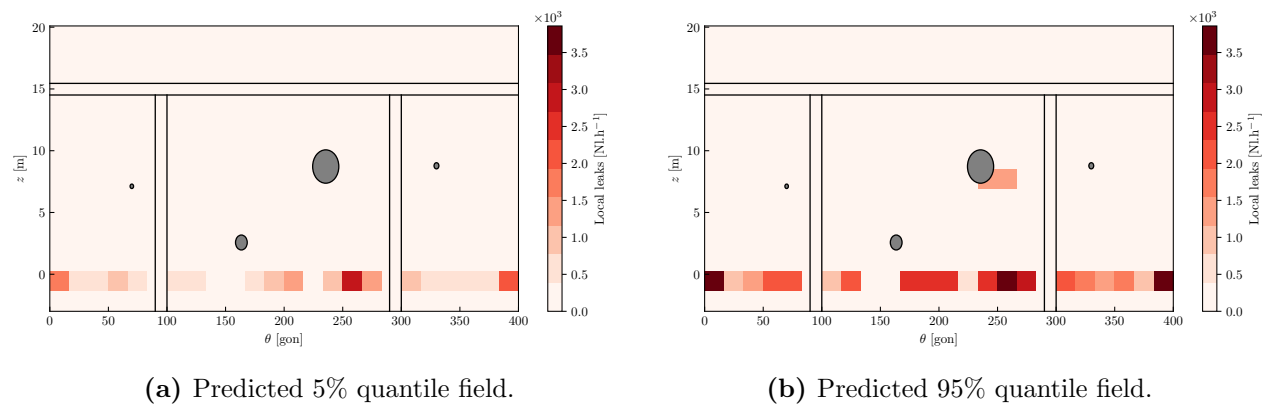 ×10³
×10³
20
15
10
5
0
z [m]
0 50 100 150 200 250 300 350 400
θ [gon]
3.5
3.0
2.5
2.0
1.5
1.0
0.5
0.0
Local leaks [Nl.h⁻¹]
20
15
10
5
0
z [m]
0 50 100 150 200 250 300 350 400
θ [gon]
3.5
3.0
2.5
2.0
1.5
1.0
0.5
0.0
Local leaks [Nl.h⁻¹]
(a) Predicted 5% quantile field.
(b) Predicted 95% quantile field.